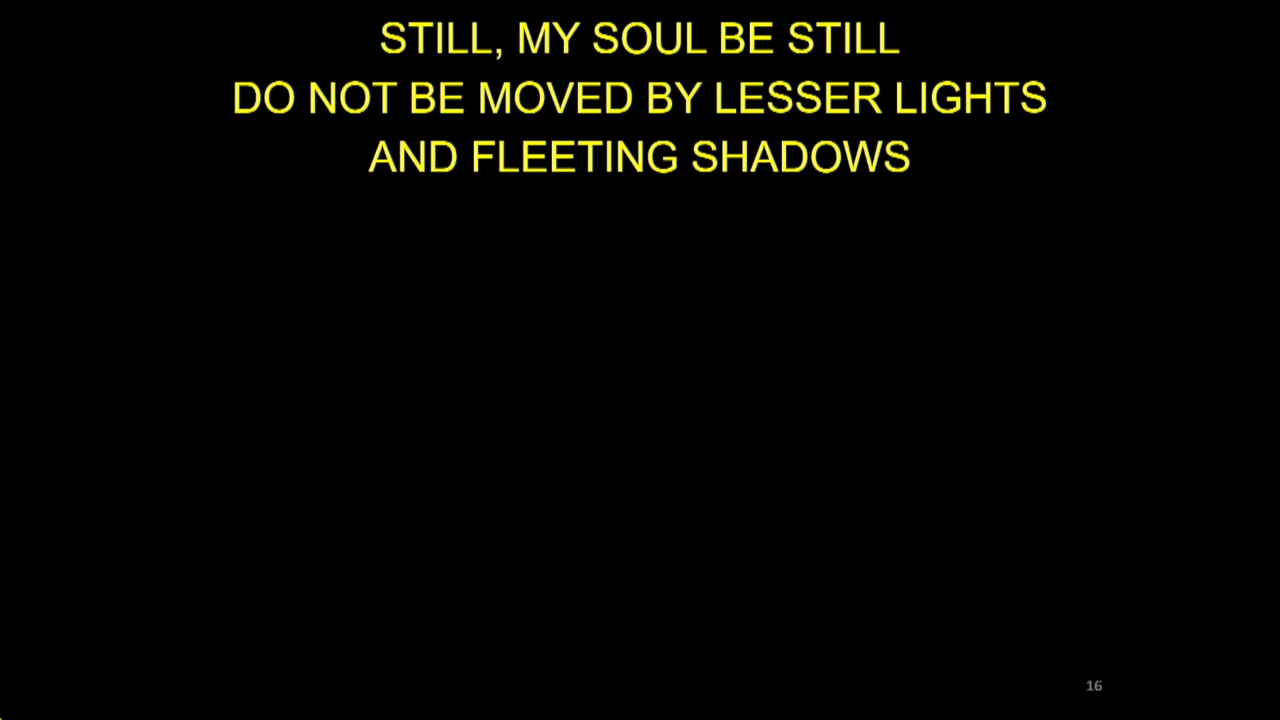 STILL, MY SOUL BE STILL
DO NOT BE MOVED BY LESSER LIGHTS
AND FLEETING SHADOWS
16